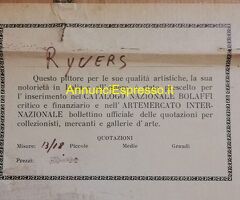 RYVERS
AnnunciEspresso.it
Questo pittore per le sue qualità artistiche, la sua
notorietà in
l'inserimento nel CATALOGO NAZIONALE BOLAFFI
critico e finanziario e nell'ARTEMERCATO INTER-
NAZIONALE bollettino ufficiale delle quotazioni per
collezionisti, mercanti e gallerie d'arte.
QUOTAZIONI
Misure: 13/18 Piccole Medie Grandi
Prezzi: